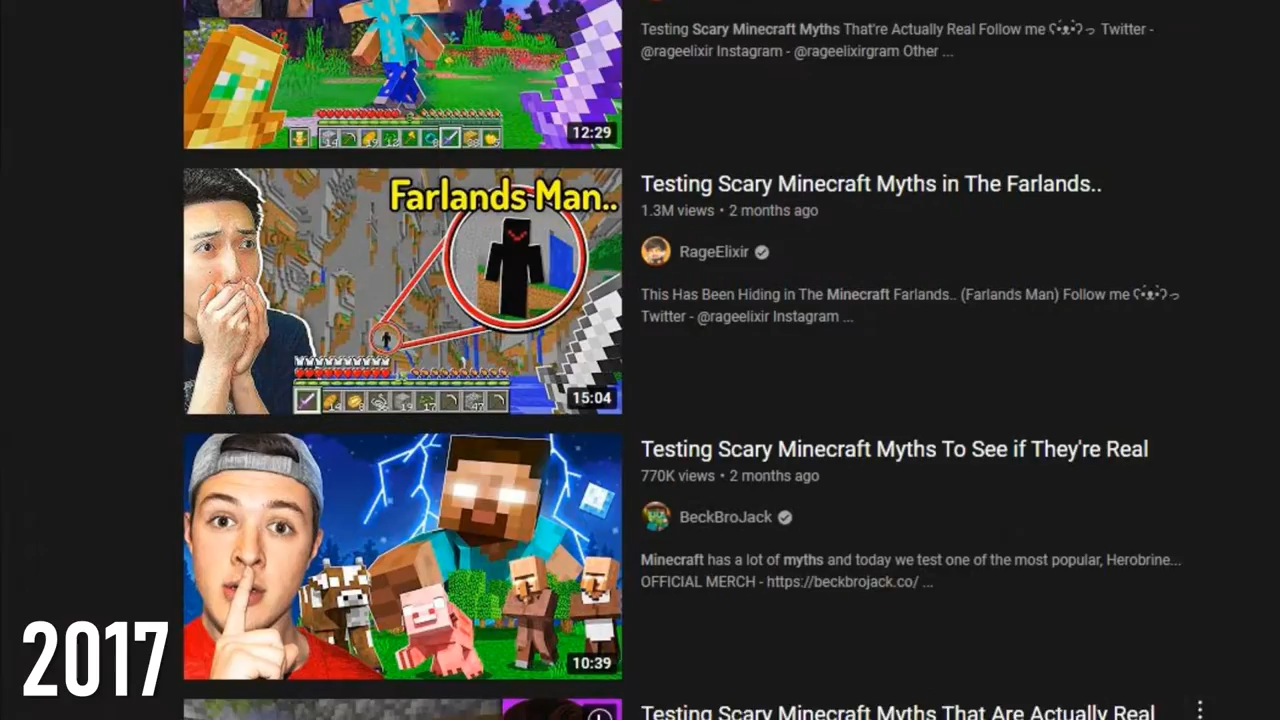 Testing Scary Minecraft Myths That're Actually Real Follow me ʕ•́ᴥ•̀ʔっ Twitter -
@rageelixir Instagram - @rageelixirgram Other ...
12:29
Farlands Man..
15:04
Testing Scary Minecraft Myths in The Farlands..
1.3M views • 2 months ago
RageElixir
This Has Been Hiding in The Minecraft Farlands.. (Farlands Man) Follow me ʕ•́ᴥ•̀ʔっ
Twitter - @rageelixir Instagram ...
10:39
Testing Scary Minecraft Myths To See if They're Real
770K views • 2 months ago
BeckBroJack
Minecraft has a lot of myths and today we test one of the most popular, Herobrine...
OFFICIAL MERCH - https://beckbrojack.co/ ...
2017
Testing Scary Minecraft Myths That Are Actually Real